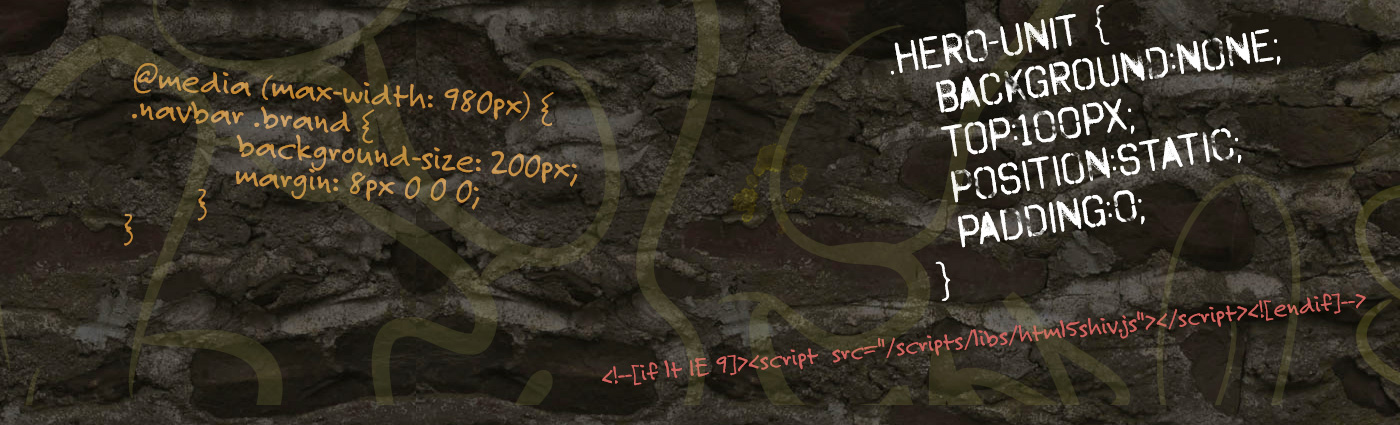 @media (max-width: 980px) {
.navbar .brand {
background-size: 200px;
margin: 8px 0 0 0;
}
}
.HERO-UNIT {
BACKGROUND:NONE;
TOP:100PX;
POSITION:STATIC;
PADDING:0;
}
<!--[if lt IE 9]><script src="/scripts/libs/html5shiv.js"></script><![endif]-->